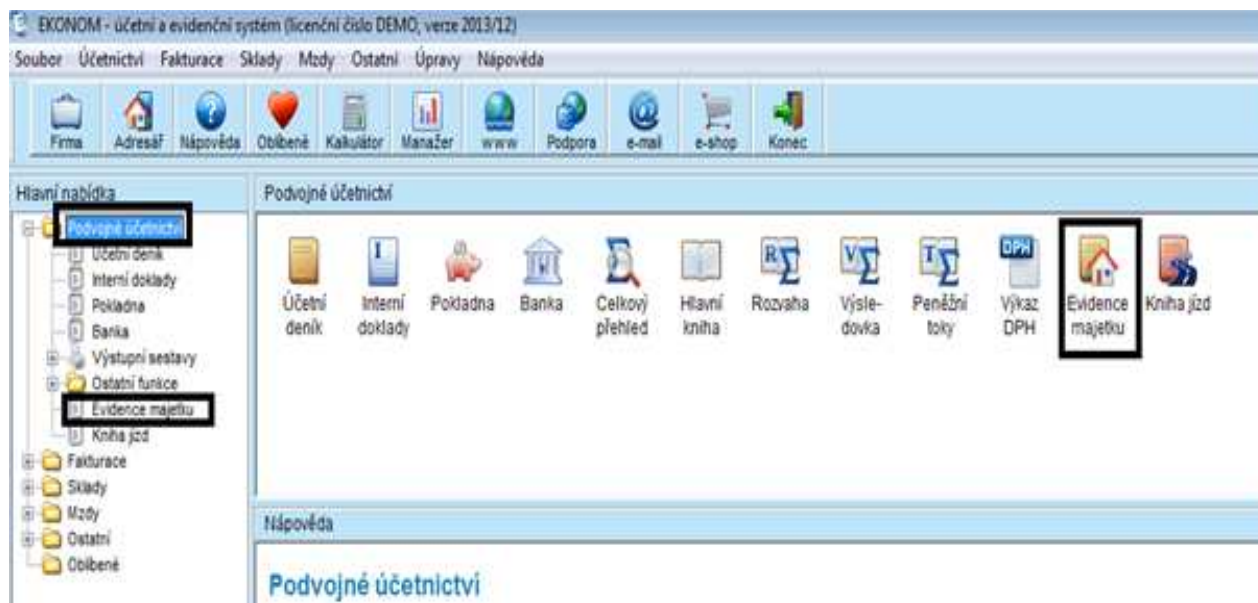 EKONOM - účetní a evidenční systém (licenční číslo DEMO, verze 2013/12)
Soubor Účetnictví Fakturace Sklady Mzdy Ostatní Úpravy Nápověda
Firma Adresář Nápověda Oblíbené Kalkulátor Manažer www Podpora e-mail e-shop Konec
Hlavní nabídka
Podvojné účetnictví
Účetní deník
Interní doklady
Pokladna
Banka
Výstupní sestavy
Ostatní funkce
Evidence majetku
Kniha jízd
Fakturace
Sklady
Mzdy
Ostatní
Oblíbené
Podvojné účetnictví
DPH
Účetní deník
Interní doklady
Pokladna
Banka
Celkový přehled
Hlavní kniha
Rozvaha
Výsle-
dovka
Peněžní toky
Výkaz DPH
Evidence majetku
Kniha jízd
Nápověda
Podvojné účetnictví